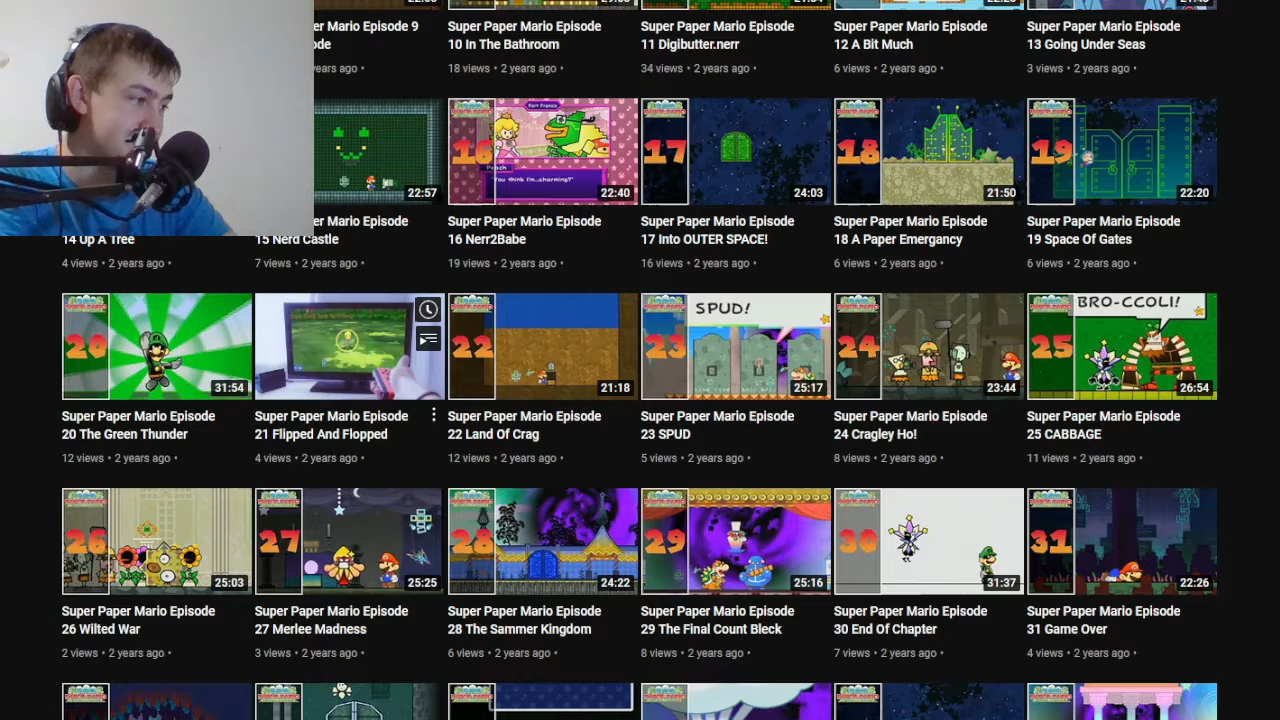 Super Paper Mario Episode 9
ode
years ago •
Super Paper Mario Episode
10 In The Bathroom
18 views • 2 years ago •
Super Paper Mario Episode
11 Digibutter.nerr
34 views • 2 years ago •
Super Paper Mario Episode
12 A Bit Much
6 views • 2 years ago •
Super Paper Mario Episode
13 Going Under Seas
3 views • 2 years ago •
14 Up A Tree
4 views • 2 years ago •
22:57
Super Paper Mario Episode
15 Nerd Castle
7 views • 2 years ago •
16
Peach
"You think I'm...charming?"
22:40
Super Paper Mario Episode
16 Nerr2Babe
19 views • 2 years ago •
17
24:03
Super Paper Mario Episode
17 Into OUTER SPACE!
16 views • 2 years ago •
18
21:50
Super Paper Mario Episode
18 A Paper Emergancy
6 views • 2 years ago •
19
22:20
Super Paper Mario Episode
19 Space Of Gates
6 views • 2 years ago •
20
31:54
Super Paper Mario Episode
20 The Green Thunder
12 views • 2 years ago •
Super Paper Mario Episode
21 Flipped And Flopped
4 views • 2 years ago •
22
21:18
Super Paper Mario Episode
22 Land Of Crag
12 views • 2 years ago •
23
SPUD!
25:17
Super Paper Mario Episode
23 SPUD
5 views • 2 years ago •
24
23:44
Super Paper Mario Episode
24 Cragley Ho!
8 views • 2 years ago •
25
BRO-CCOLI!
26:54
Super Paper Mario Episode
25 CABBAGE
11 views • 2 years ago •
26
25:03
Super Paper Mario Episode
26 Wilted War
2 views • 2 years ago •
27
25:25
Super Paper Mario Episode
27 Merlee Madness
3 views • 2 years ago •
28
24:22
Super Paper Mario Episode
28 The Sammer Kingdom
6 views • 2 years ago •
29
25:16
Super Paper Mario Episode
29 The Final Count Bleck
8 views • 2 years ago •
30
31:37
Super Paper Mario Episode
30 End Of Chapter
7 views • 2 years ago •
31
22:26
Super Paper Mario Episode
31 Game Over
4 views • 2 years ago •